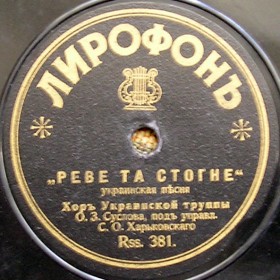 ЛИРОФОНЪ
„РЕВЕ ТА СТОГНЕ“
украинская пѣсня
Хоръ Украинской труппы
О. З. Суслова, подъ управл.
С. О. Харьковскаго
Rss. 381.